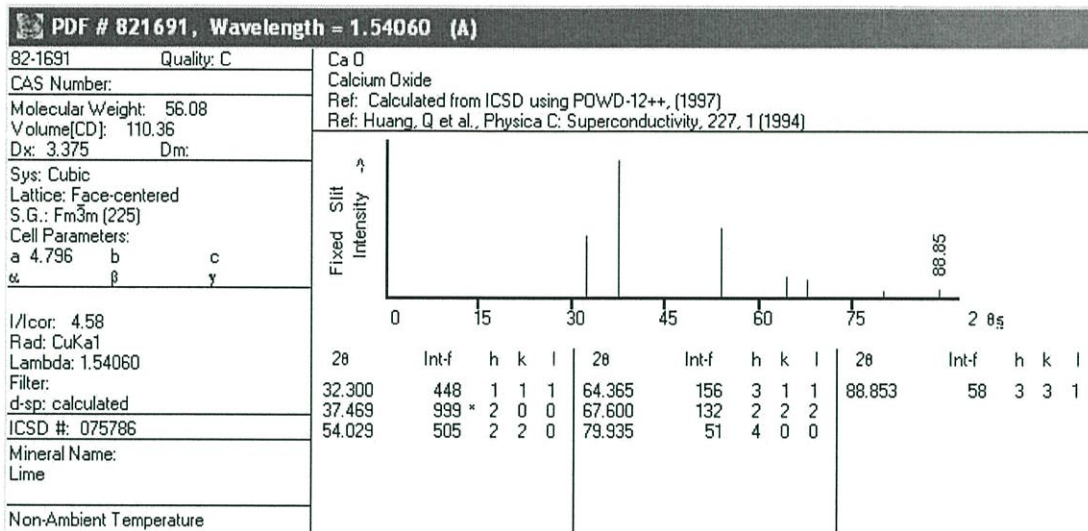 PDF # 821691, Wavelength = 1.54060 (A)
82-1691 Quality: C
CAS Number:
Molecular Weight: 56.08
Volume[CD]: 110.36
Dx: 3.375 Dm:
Sys: Cubic
Lattice: Face-centered
S.G.: Fm3̅m (225)
Cell Parameters:
a 4.796 b c
α β γ
I/Icor: 4.58
Rad: CuKa1
Lambda: 1.54060
Filter:
d-sp: calculated
ICSD #: 075786
Mineral Name:
Lime
Non-Ambient Temperature
Ca O
Calcium Oxide
Ref: Calculated from ICSD using POWD-12++, (1997)
Ref: Huang, Q et al., Physica C: Superconductivity, 227, 1 (1994)
Fixed Slit
Intensity ->
88.85
0 15 30 45 60 75 2 θ°
2θ Int-f h k l 2θ Int-f h k l 2θ Int-f h k l
32.300 448 1 1 1 64.365 156 3 1 1 88.853 58 3 3 1
37.469 999 * 2 0 0 67.600 132 2 2 2
54.029 505 2 2 0 79.935 51 4 0 0